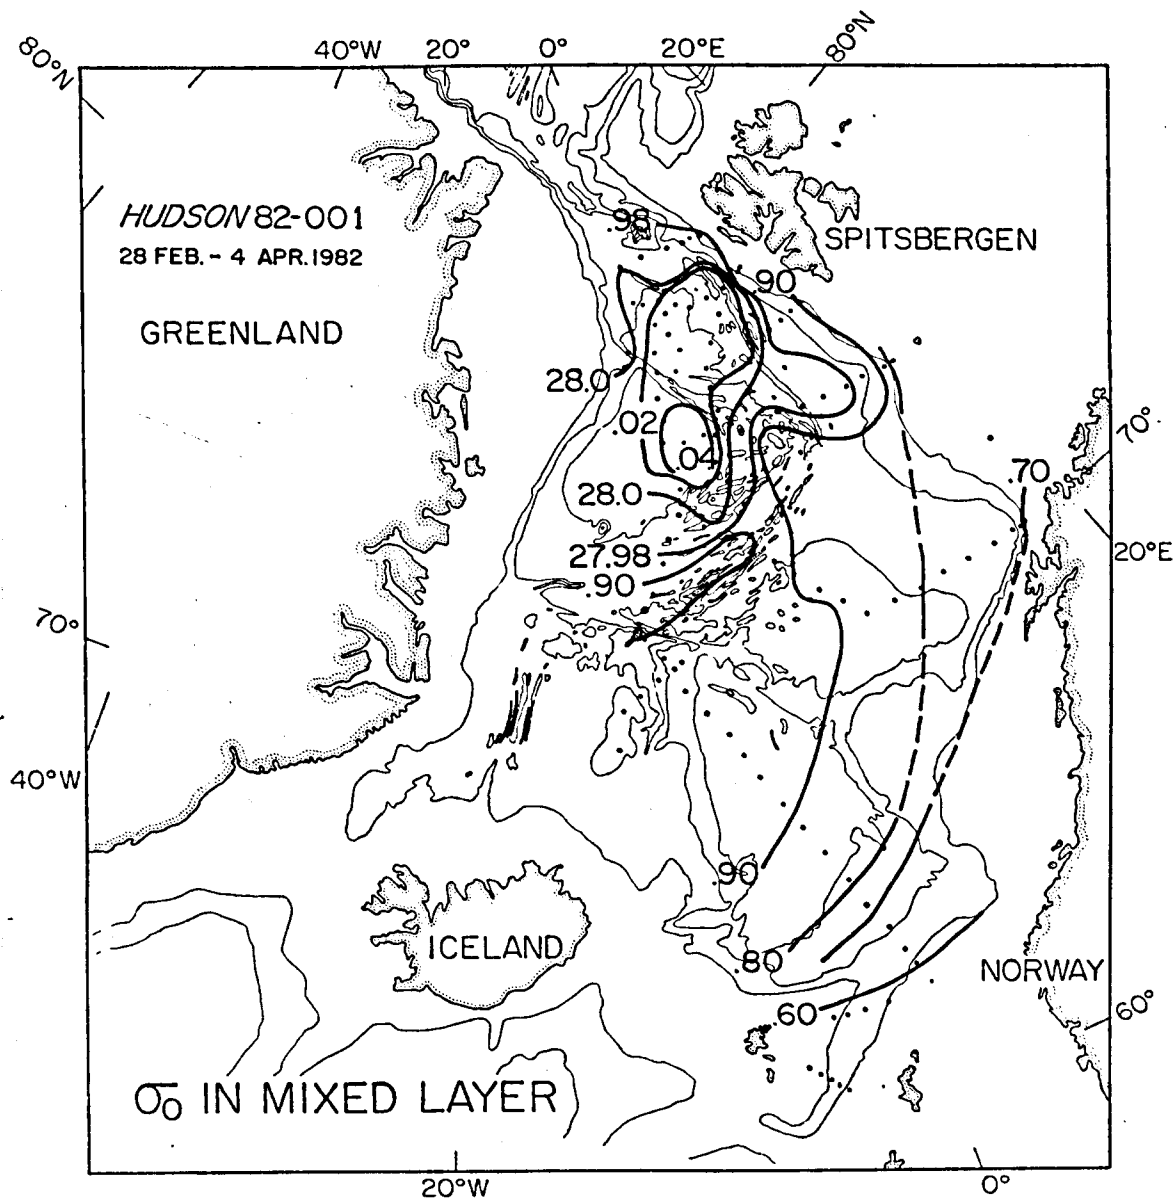 40°W 20° 0° 20°E 80°N
80°N
HUDSON 82-001
28 FEB. - 4 APR. 1982
.98
SPITSBERGEN
.90
GREENLAND
28.0
.02
70°
.04
.70
28.0
20°E
27.98
.90
70°
40°W
.90
ICELAND
.80
NORWAY
.60
60°
σ0 IN MIXED LAYER
20°W 0°